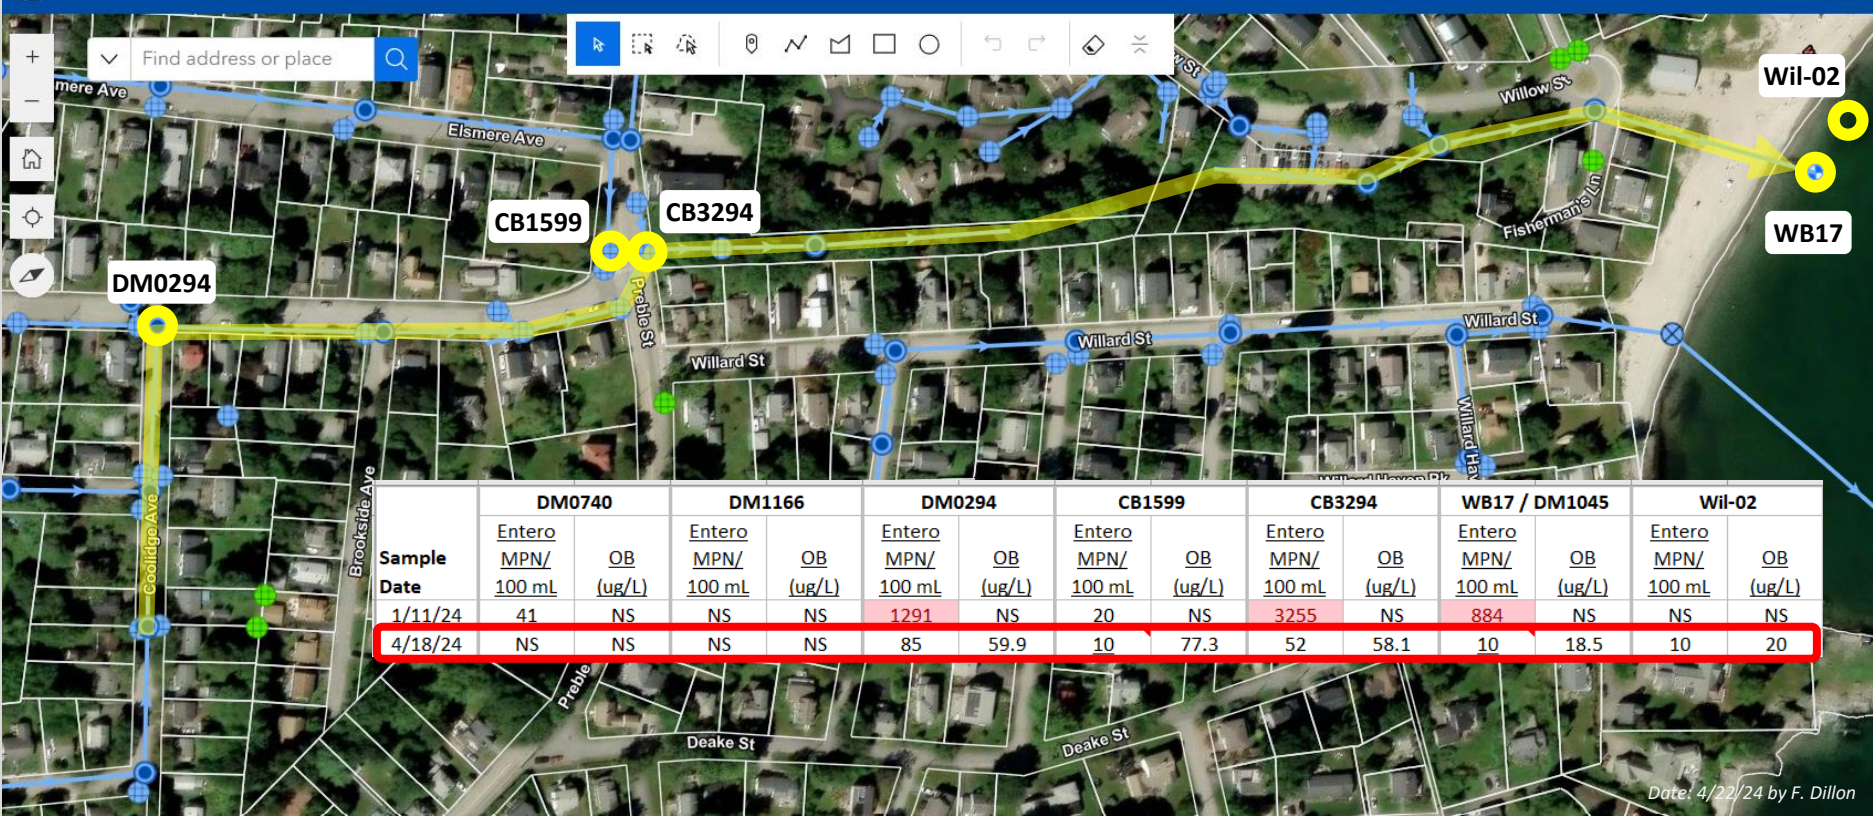 Find address or place
mere Ave
Elsmere Ave
w St
Willow St
Wil-02
CB1599
CB3294
Fisherman's Ln
WB17
DM0294
Preble St
Willard St
Willard St
Willard St
Coolidge Ave
Brookside Ave
Willard Ha
Willard Haven Rk
DM0740 DM1166 DM0294 CB1599 CB3294 WB17 / DM1045 Wil-02
Entero Entero Entero Entero Entero Entero Entero
Sample MPN/ OB MPN/ OB MPN/ OB MPN/ OB MPN/ OB MPN/ OB MPN/ OB
Date 100 mL (ug/L) 100 mL (ug/L) 100 mL (ug/L) 100 mL (ug/L) 100 mL (ug/L) 100 mL (ug/L) 100 mL (ug/L)
1/11/24 41 NS NS NS 1291 NS 20 NS 3255 NS 884 NS NS NS
4/18/24 NS NS NS NS 85 59.9 10 77.3 52 58.1 10 18.5 10 20
Preble
Deake St
Deake St
Date: 4/22/24 by F. Dillon